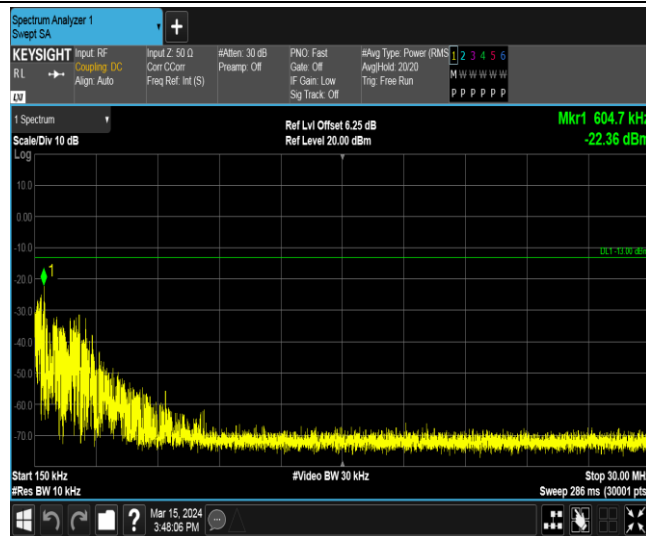 Spectrum Analyzer 1
Swept SA
+
KEYSIGHT Input: RF Input Z: 50 Ω #Atten: 30 dB PNO: Fast #Avg Type: Power (RMS 1 2 3 4 5 6
RL Coupling: DC Corr CCorr Preamp: Off Gate: Off Avg|Hold: 20/20 M W W W W W
Align: Auto Freq Ref: Int (S) IF Gain: Low Trig: Free Run
Sig Track: Off P P P P P P
LXI
1 Spectrum
Ref Lvl Offset 6.25 dB Mkr1 604.7 kHz
Scale/Div 10 dB Ref Level 20.00 dBm -22.36 dBm
Log
10.0
0.00
-10.0
DL1 -13.00 dBm
1
-20.0
-30.0
-40.0
-50.0
-60.0
-70.0
Start 150 kHz #Video BW 30 kHz Stop 30.00 MHz
#Res BW 10 kHz Sweep 286 ms (30001 pts
? Mar 15, 2024
3:48:06 PM